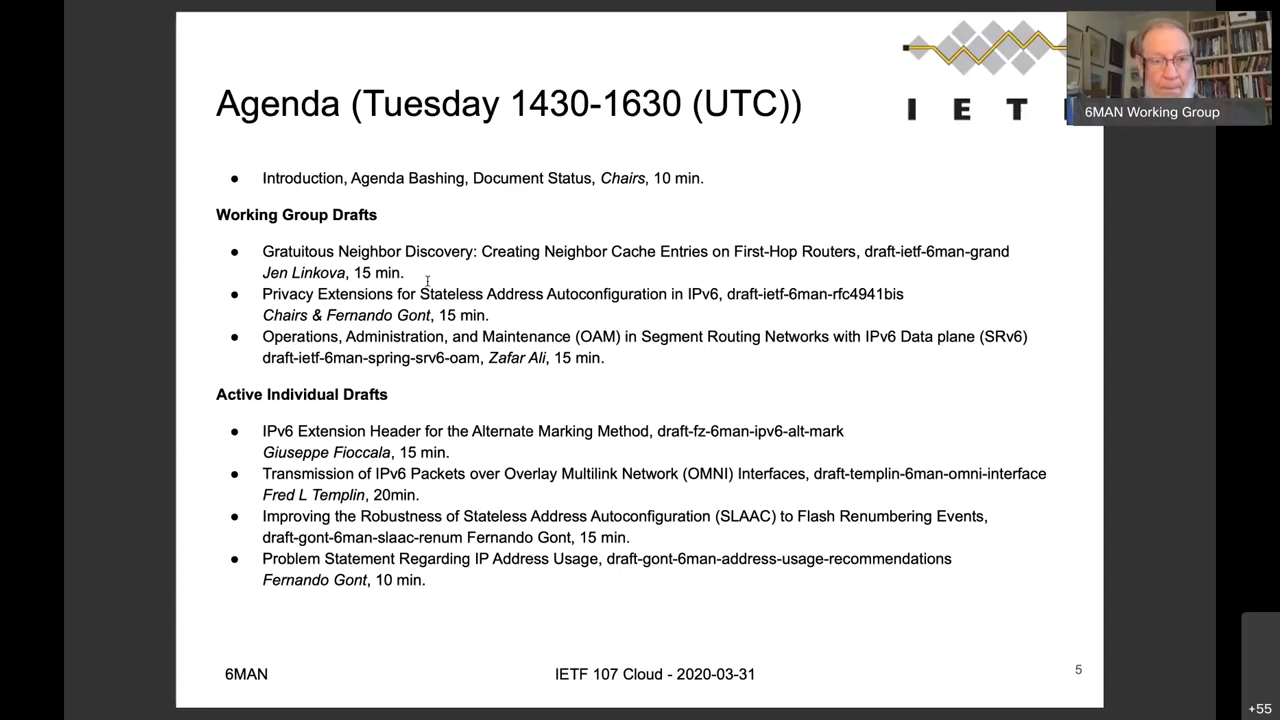 I E T
6MAN Working Group
Agenda (Tuesday 1430-1630 (UTC))
● Introduction, Agenda Bashing, Document Status, Chairs, 10 min.
Working Group Drafts
● Gratuitous Neighbor Discovery: Creating Neighbor Cache Entries on First-Hop Routers, draft-ietf-6man-grand
Jen Linkova, 15 min.
● Privacy Extensions for Stateless Address Autoconfiguration in IPv6, draft-ietf-6man-rfc4941bis
Chairs & Fernando Gont, 15 min.
● Operations, Administration, and Maintenance (OAM) in Segment Routing Networks with IPv6 Data plane (SRv6)
draft-ietf-6man-spring-srv6-oam, Zafar Ali, 15 min.
Active Individual Drafts
● IPv6 Extension Header for the Alternate Marking Method, draft-fz-6man-ipv6-alt-mark
Giuseppe Fioccala, 15 min.
● Transmission of IPv6 Packets over Overlay Multilink Network (OMNI) Interfaces, draft-templin-6man-omni-interface
Fred L Templin, 20min.
● Improving the Robustness of Stateless Address Autoconfiguration (SLAAC) to Flash Renumbering Events,
draft-gont-6man-slaac-renum Fernando Gont, 15 min.
● Problem Statement Regarding IP Address Usage, draft-gont-6man-address-usage-recommendations
Fernando Gont, 10 min.
6MAN
IETF 107 Cloud - 2020-03-31
5
+55